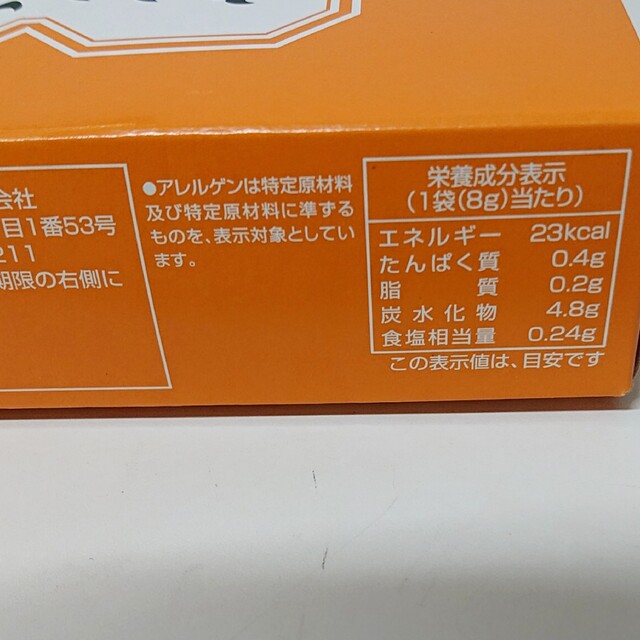 会社
目1番53号
211
期限の右側に
●アレルゲンは特定原材料
及び特定原材料に準ずる
ものを、表示対象としてい
ます。
栄養成分表示
(1袋(8g)当たり)
エネルギー 23kcal
たんぱく質 0.4g
脂質 0.2g
炭水化物 4.8g
食塩相当量 0.24g
この表示値は、目安です